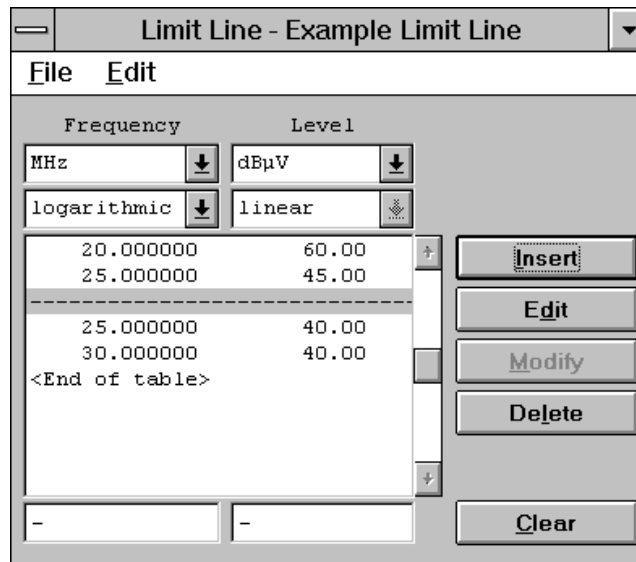 Limit Line - Example Limit Line
File Edit
Frequency Level
MHz dBµV
logarithmic linear
20.000000 60.00
25.000000 45.00
----------------------------------
25.000000 40.00
30.000000 40.00
<End of table>
- -
Insert
Edit
Modify
Delete
Clear